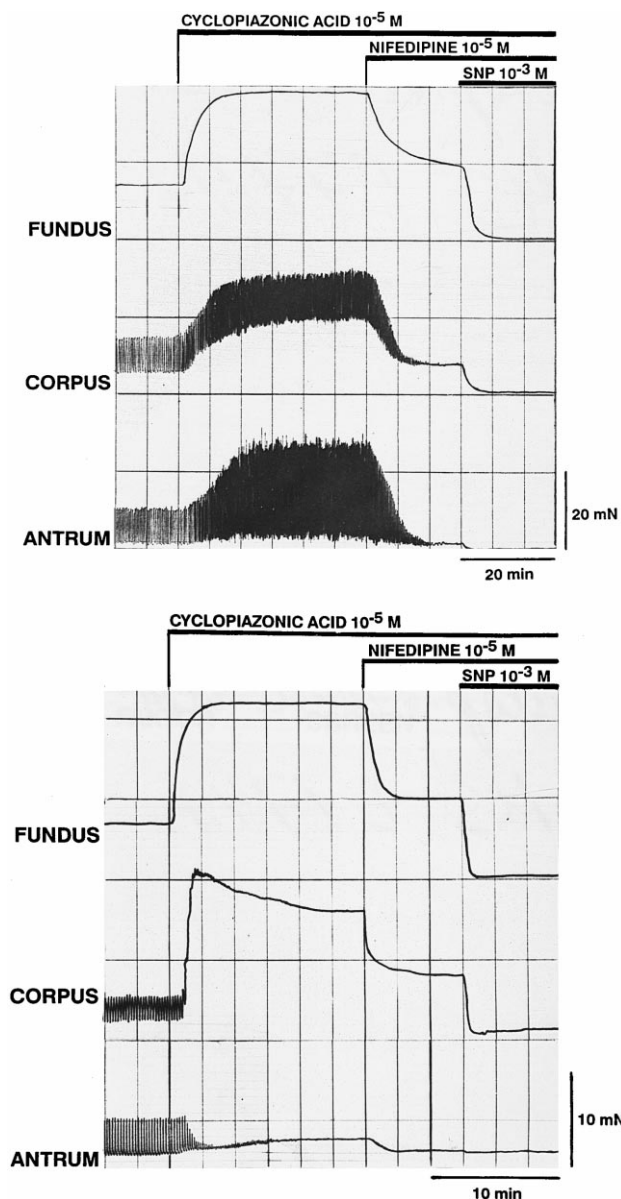 CYCLOPIAZONIC ACID 10-5 M
NIFEDIPINE 10-5 M
SNP 10-3 M
FUNDUS
CORPUS
ANTRUM
20 mN
20 min
CYCLOPIAZONIC ACID 10-5 M
NIFEDIPINE 10-5 M
SNP 10-3 M
FUNDUS
CORPUS
ANTRUM
10 mN
10 min